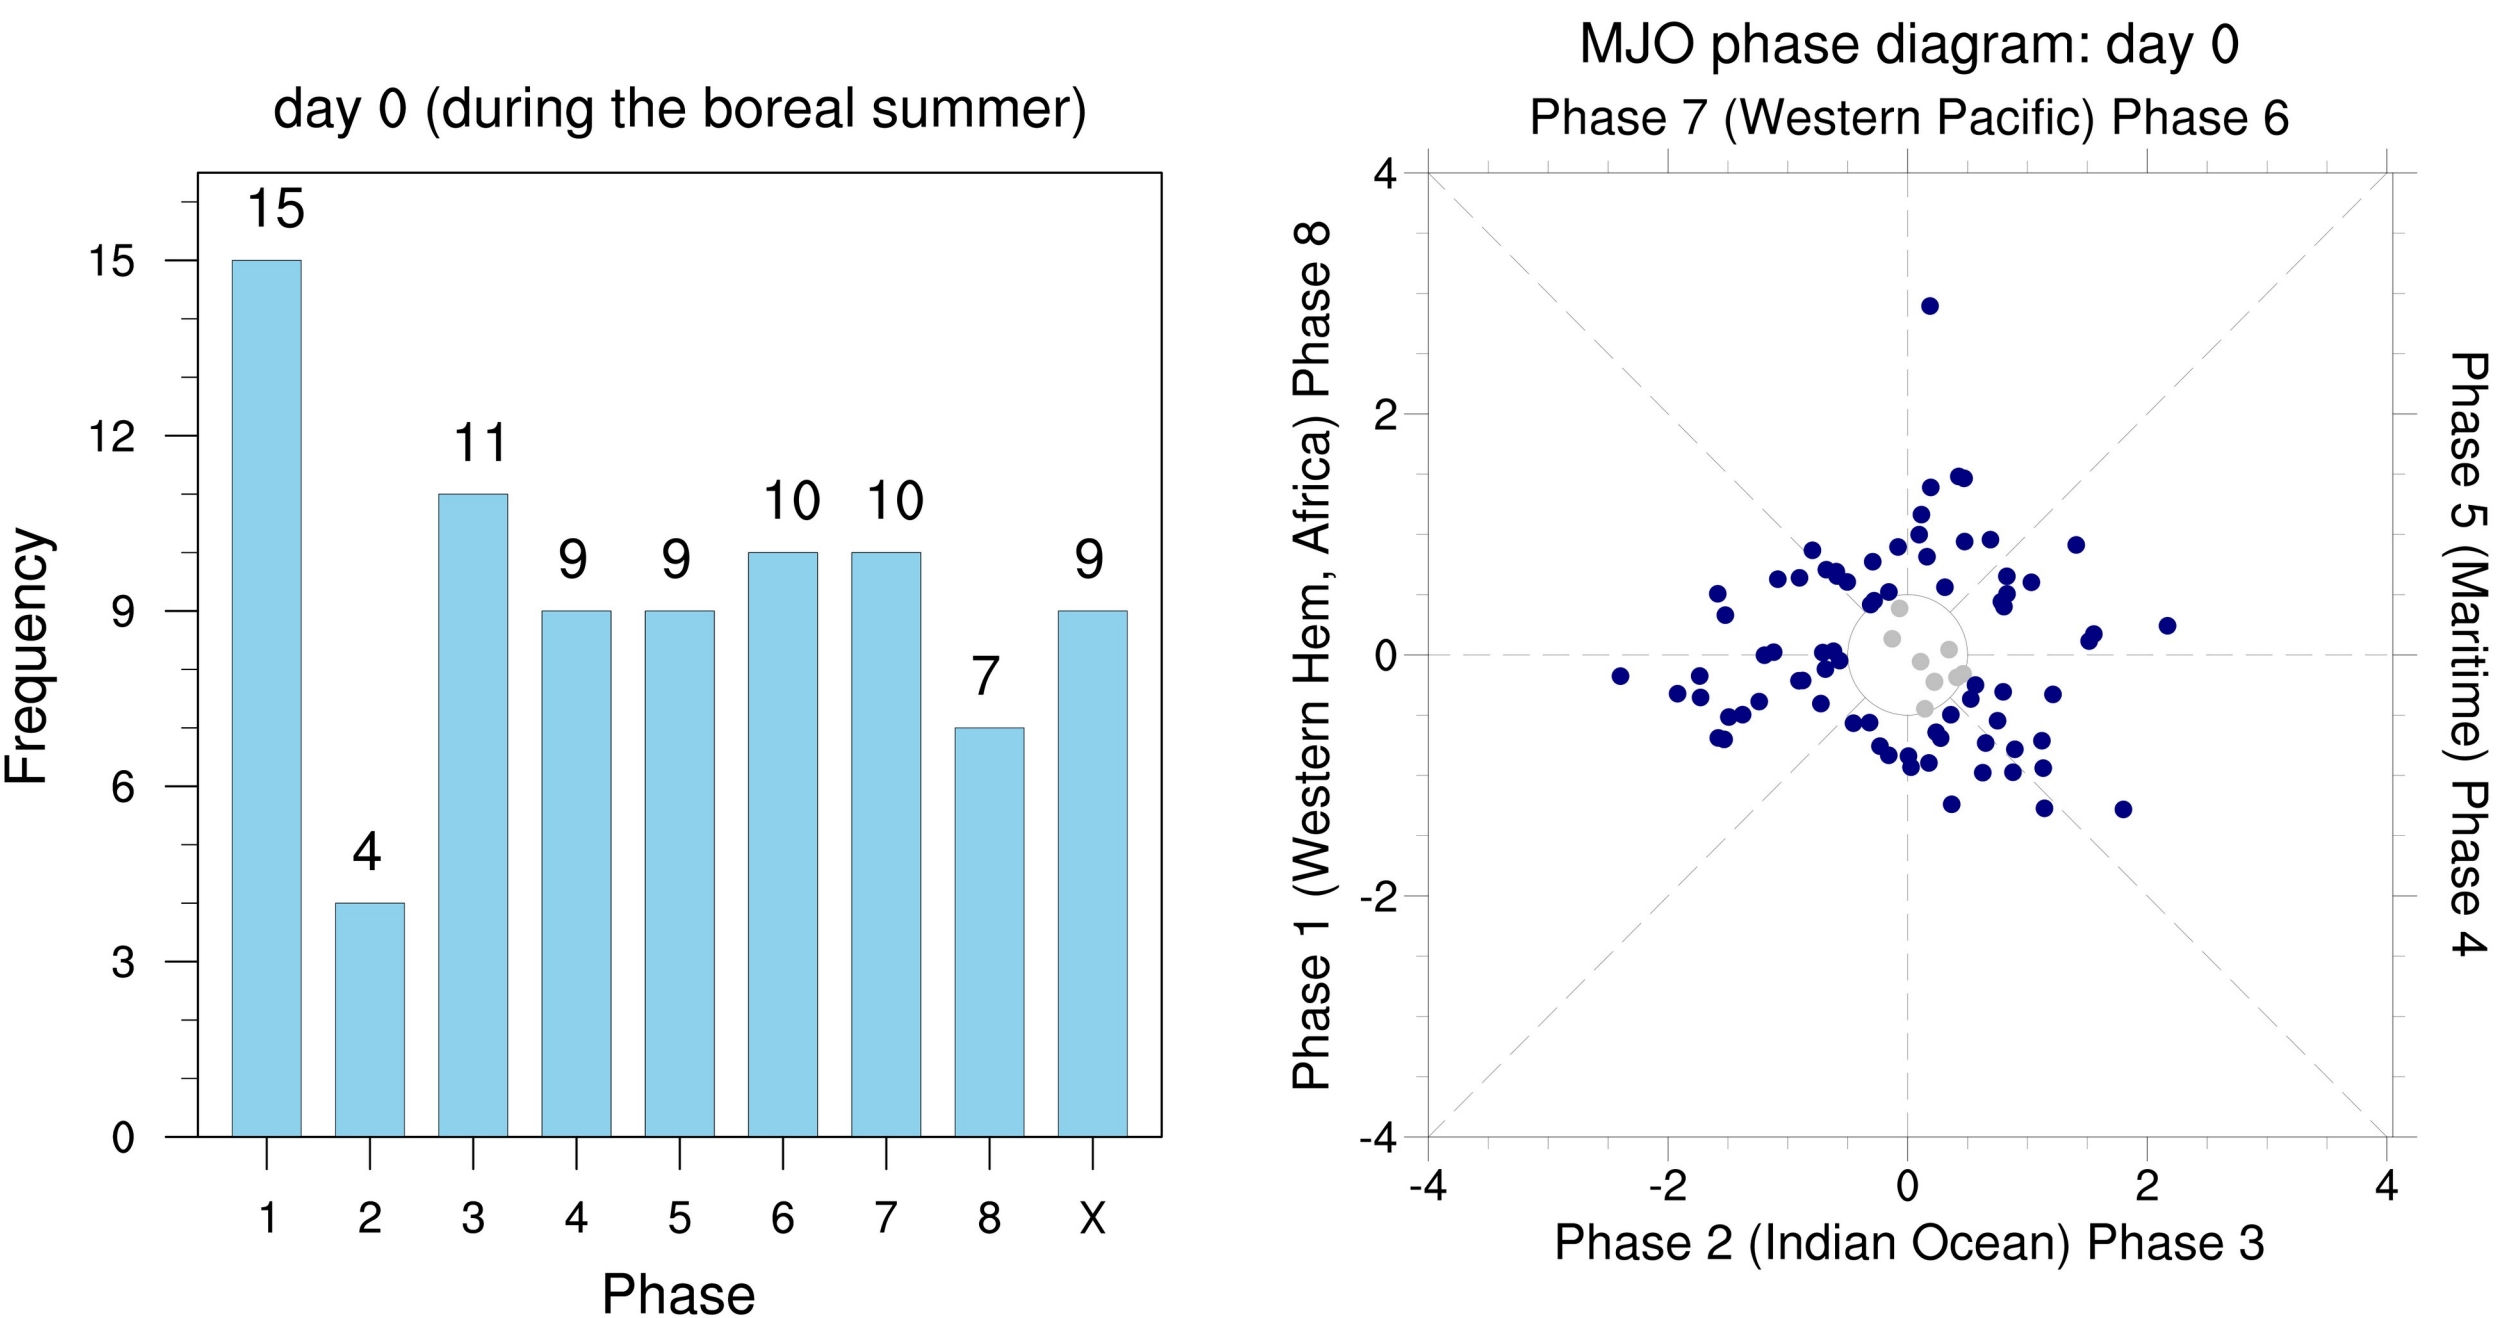 day 0 (during the boreal summer)
Frequency
15
12
9
6
3
0
15
4
11
9
9
10
10
7
9
1 2 3 4 5 6 7 8 X
Phase
MJO phase diagram: day 0
Phase 7 (Western Pacific) Phase 6
Phase 1 (Western Hem, Africa) Phase 8
4
2
0
-2
-4
-4 -2 0 2 4
Phase 2 (Indian Ocean) Phase 3
Phase 5 (Maritime) Phase 4